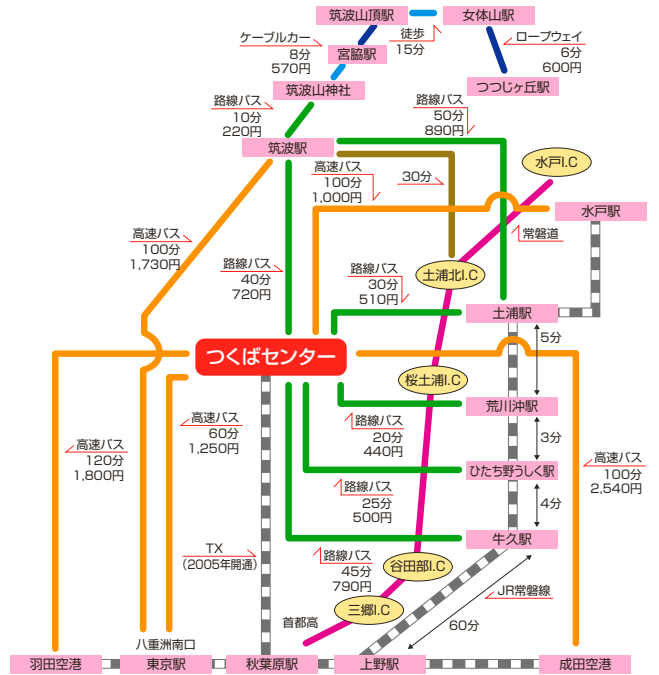 筑波山頂駅
女体山駅
徒歩
15分
ケーブルカー
8分
570円
宮脇駅
ロープウェイ
6分
600円
筑波山神社
つつじヶ丘駅
路線バス
10分
220円
路線バス
50分
890円
筑波駅
高速バス
100分
1,000円
30分
水戸I.C
水戸駅
高速バス
100分
1,730円
常磐道
路線バス
40分
720円
路線バス
30分
510円
土浦北I.C
土浦駅
5分
つくばセンター
桜土浦I.C
荒川沖駅
高速バス
60分
1,250円
路線バス
20分
440円
3分
高速バス
120分
1,800円
ひたち野うしく駅
高速バス
100分
2,540円
路線バス
25分
500円
4分
牛久駅
TX
(2005年開通)
路線バス
45分
790円
谷田部I.C
JR常磐線
三郷I.C
首都高
60分
八重洲南口
羽田空港
東京駅
秋葉原駅
上野駅
成田空港